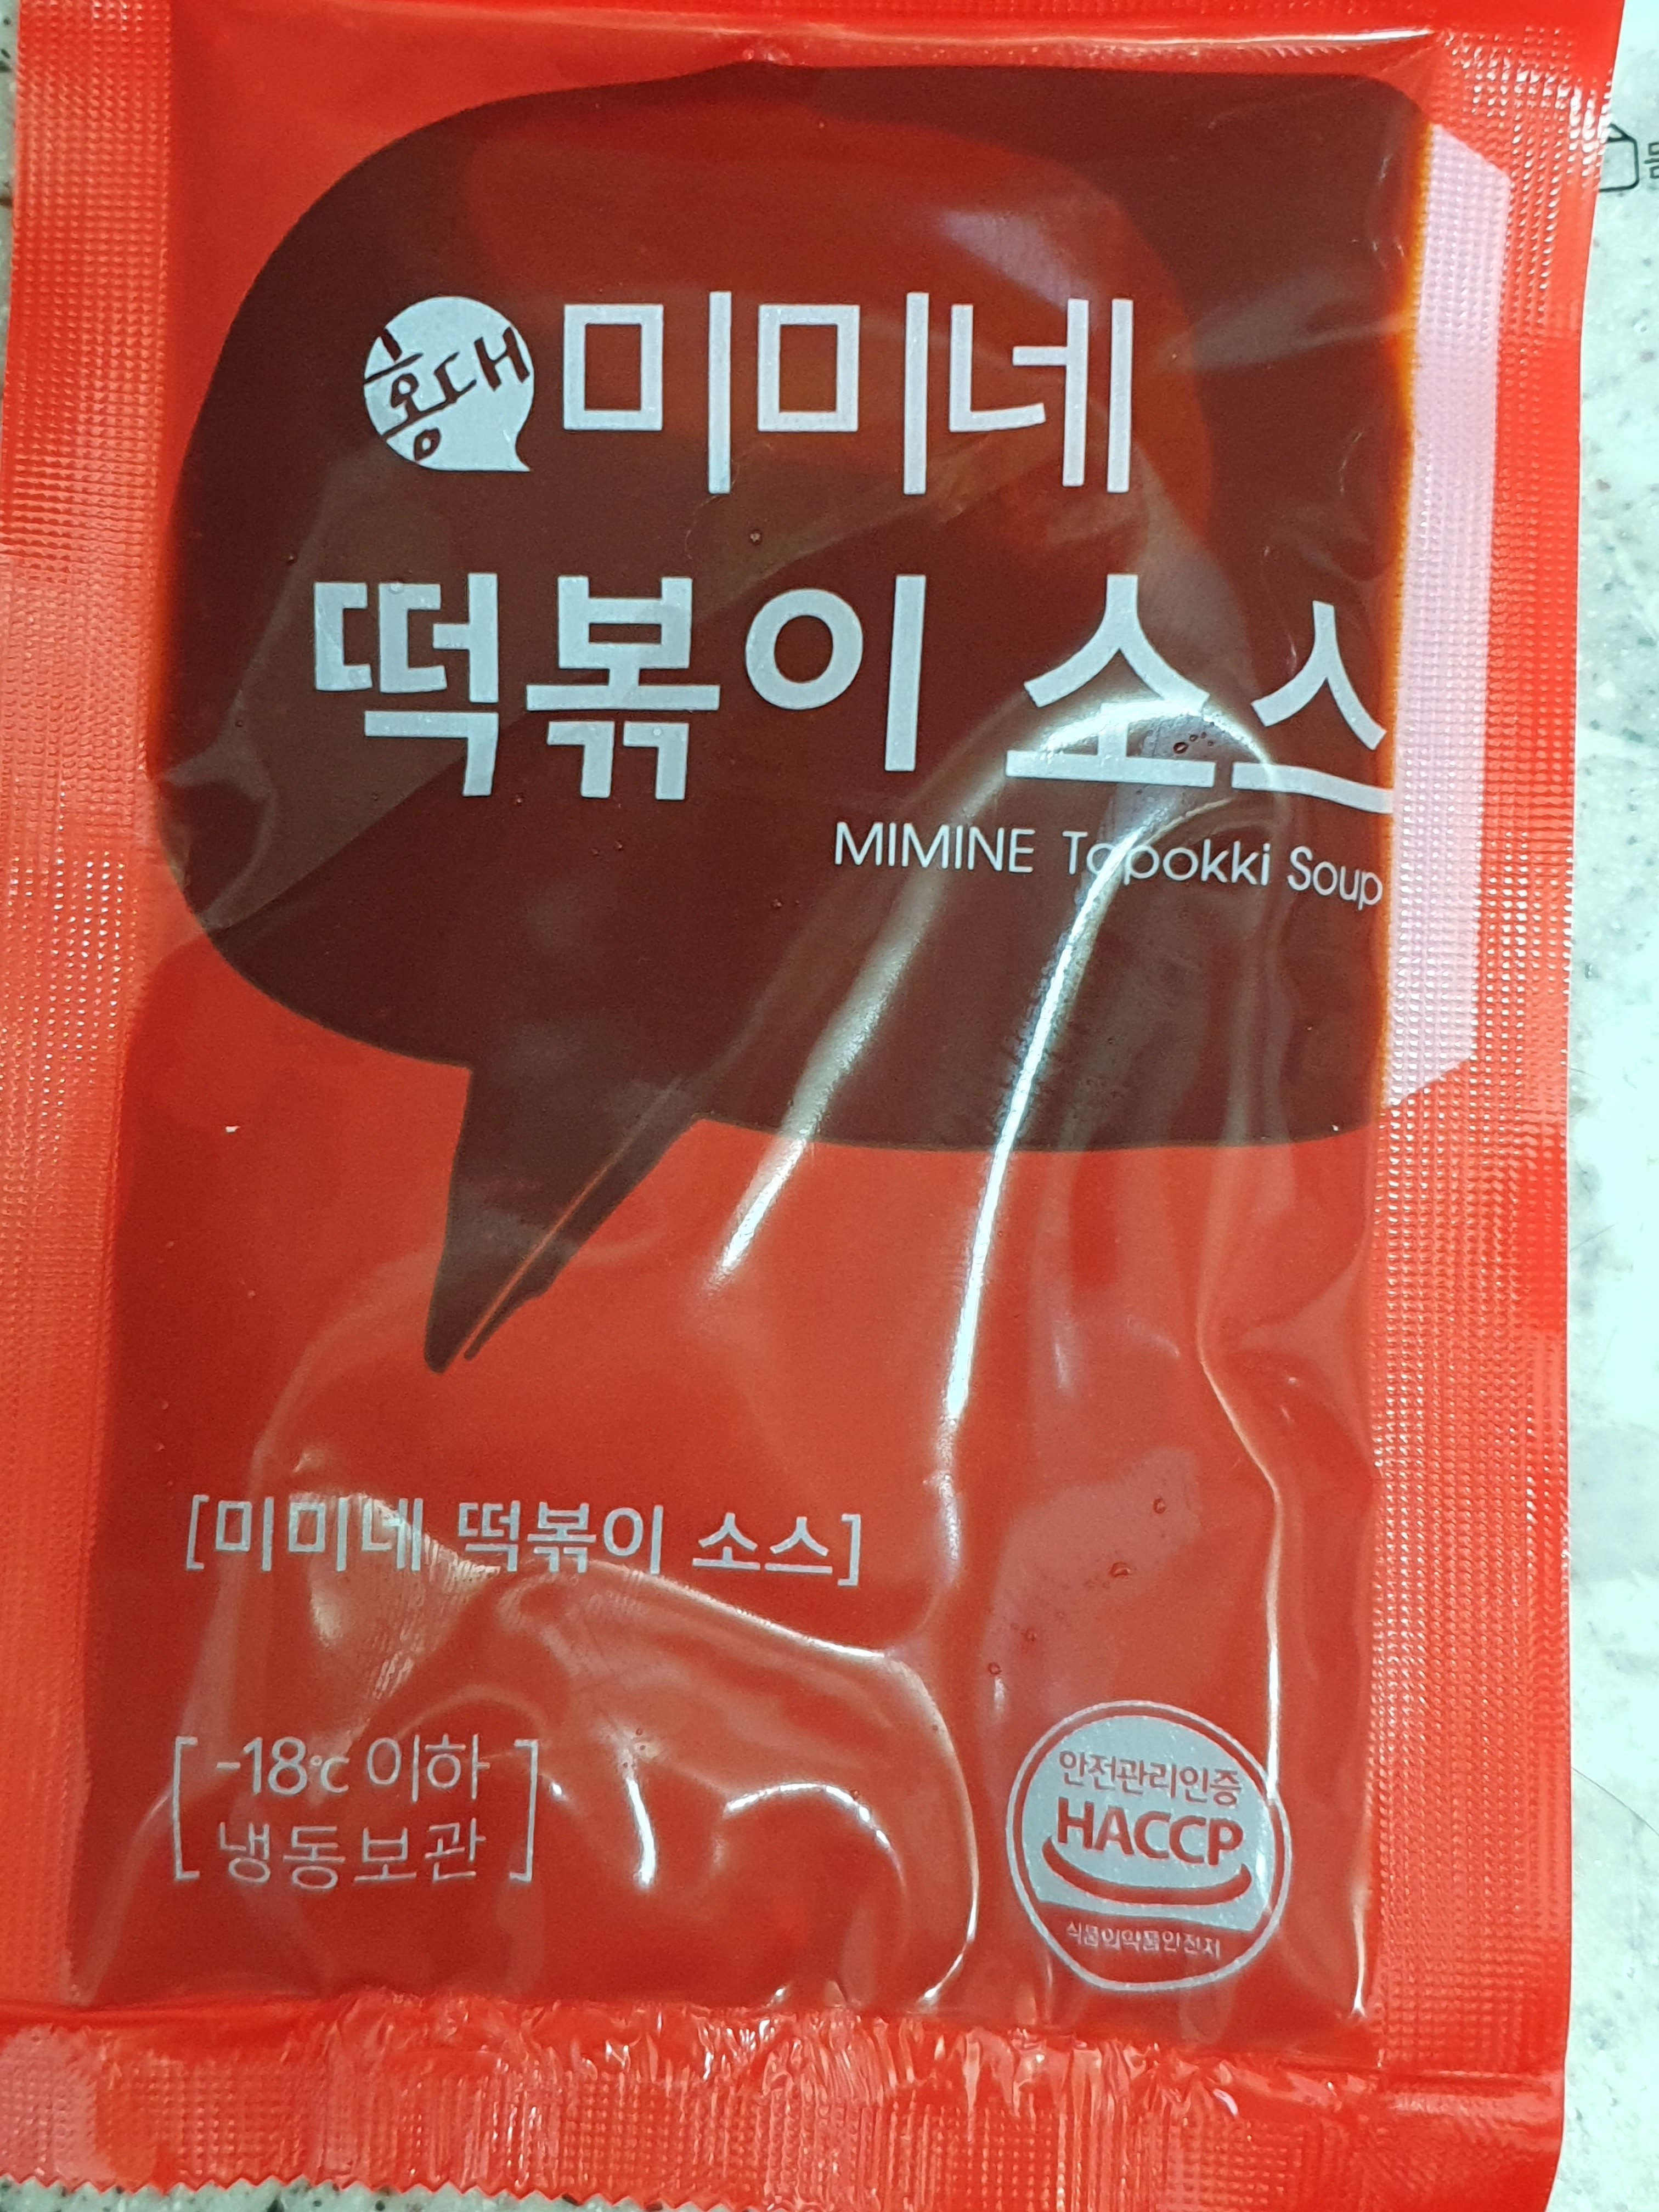 홍대
미미네
떡볶이 소스
MIMINE Topokki Soup
[미미네 떡볶이 소스]
[-18℃ 이하
냉동보관]
안전관리인증
HACCP
식품의약품안전처